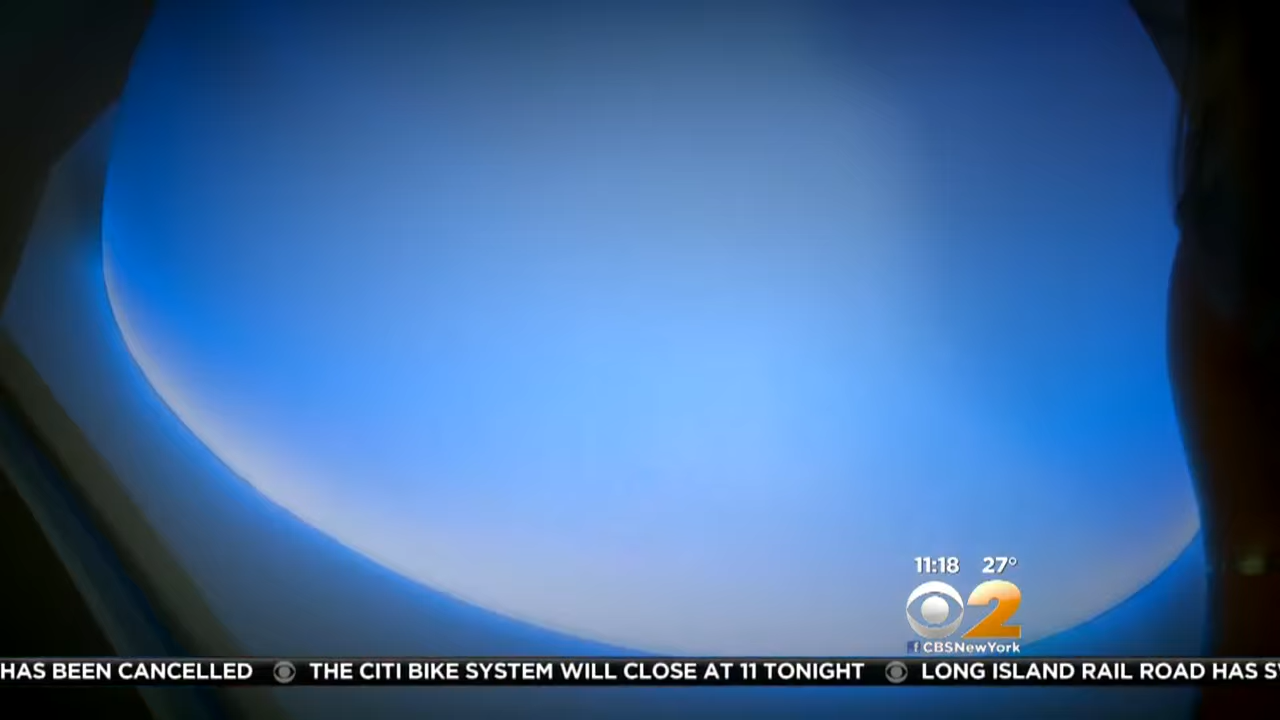 11:18 27°
2
CBSNewYork
HAS BEEN CANCELLED THE CITI BIKE SYSTEM WILL CLOSE AT 11 TONIGHT LONG ISLAND RAIL ROAD HAS